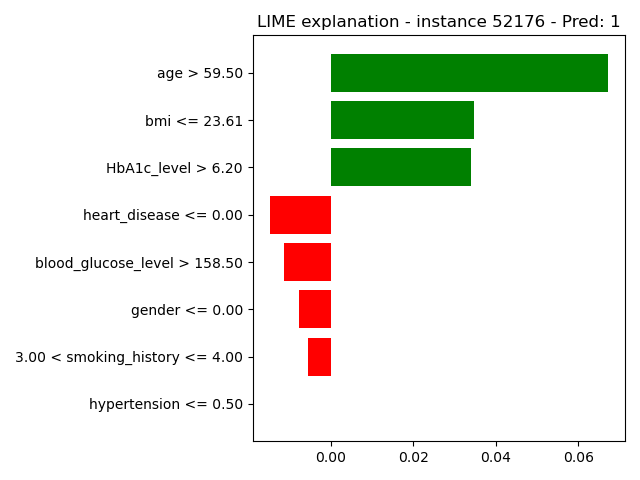 LIME explanation - instance 52176 - Pred: 1
age > 59.50
bmi <= 23.61
HbA1c_level > 6.20
heart_disease <= 0.00
blood_glucose_level > 158.50
gender <= 0.00
3.00 < smoking_history <= 4.00
hypertension <= 0.50
0.00 0.02 0.04 0.06